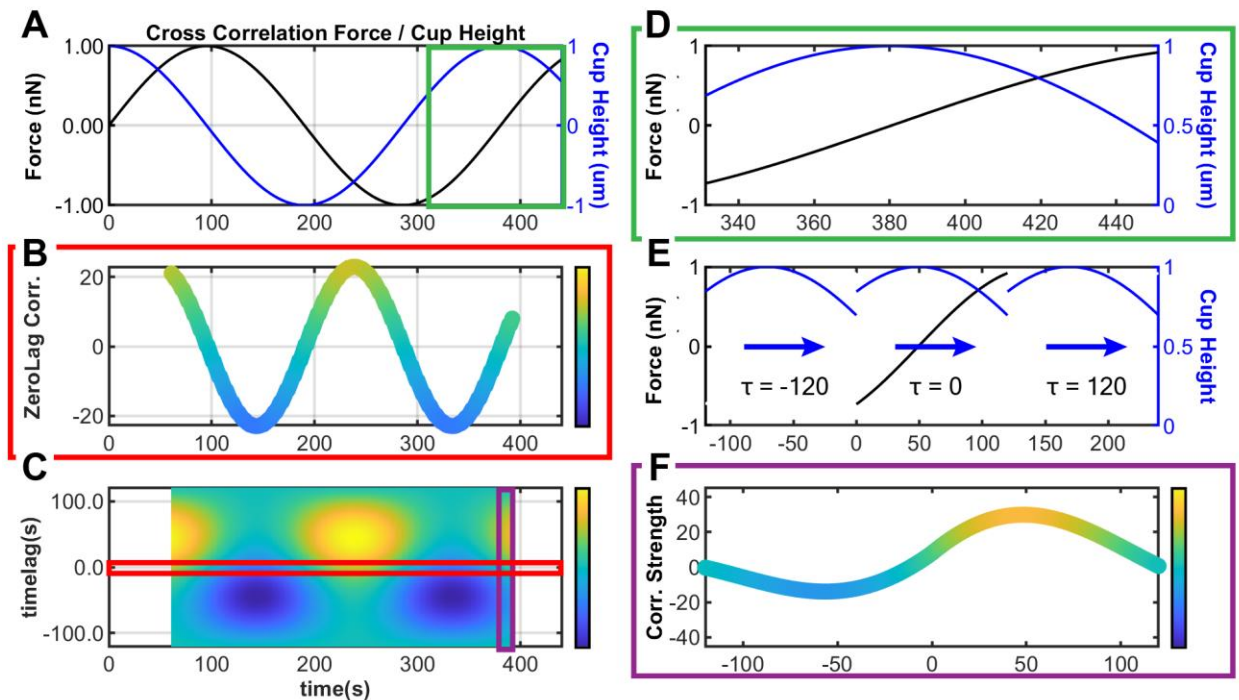 A
Cross Correlation Force / Cup Height
Force (nN)
1.00
0.00
-1.00
0 100 200 300 400
1
0
-1
Cup Height (um)
B
ZeroLag Corr.
20
0
-20
0 100 200 300 400
C
timelag(s)
100.0
0.0
-100.0
0 100 200 300 400
time(s)
D
Force (nN)
1
0
-1
340 360 380 400 420 440
1
0.5
0
Cup Height (um)
E
Force (nN)
1
0
-1
τ = -120 τ = 0 τ = 120
-100 -50 0 50 100 150 200
1
0.5
0
Cup Height
F
Corr. Strength
40
20
0
-20
-40
-100 -50 0 50 100